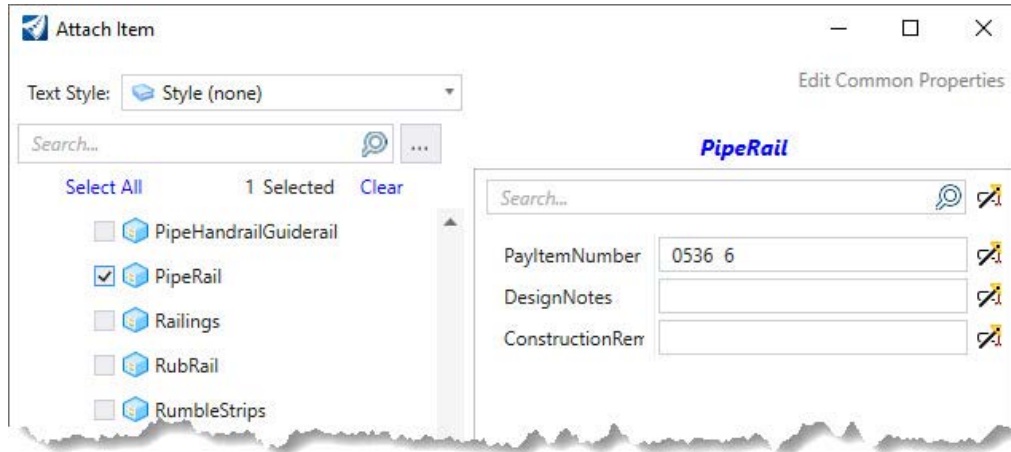 Attach Item
Edit Common Properties
Text Style: Style (none)
Search... ...
Select All 1 Selected Clear
PipeHandrailGuiderail
PipeRail
Railings
RubRail
RumbleStrips
PipeRail
Search...
PayItemNumber 0536 6
DesignNotes
ConstructionRem